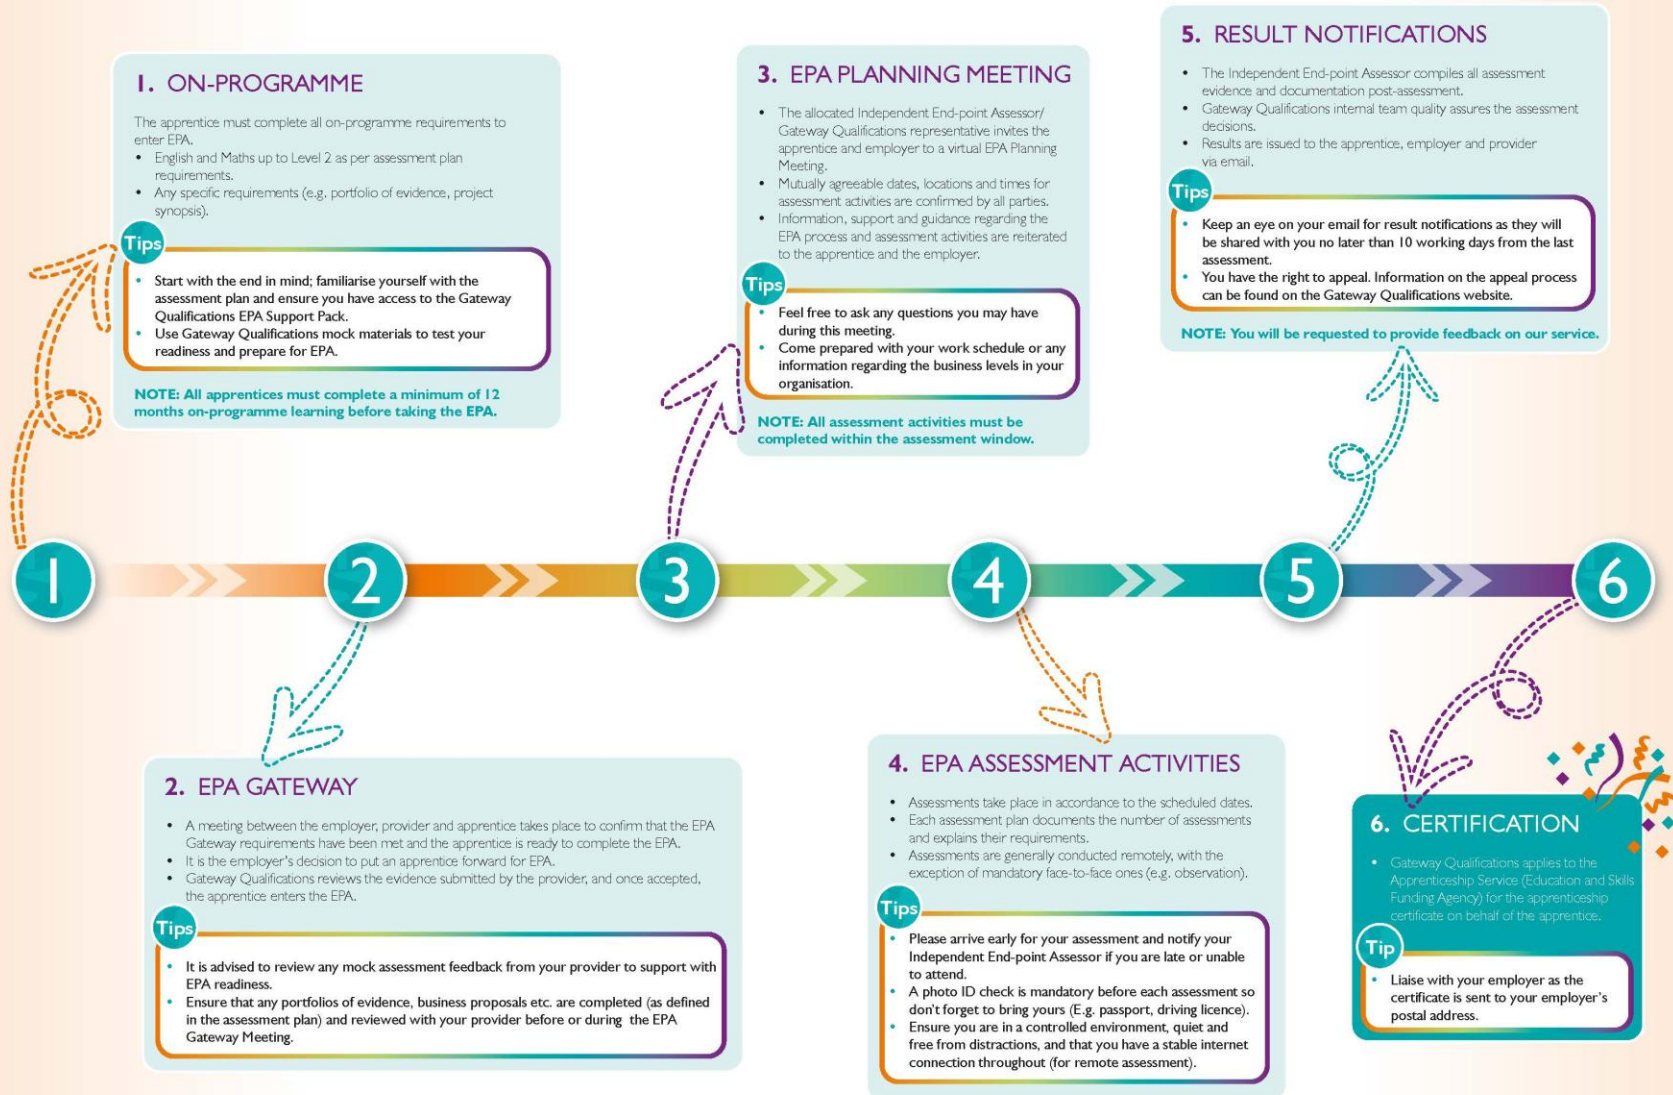 1. ON-PROGRAMME
The apprentice must complete all on-programme requirements to
enter EPA.
• English and Maths up to Level 2 as per assessment plan
requirements.
• Any specific requirements (e.g. portfolio of evidence, project
synopsis).
Tips
• Start with the end in mind; familiarise yourself with the
assessment plan and ensure you have access to the Gateway
Qualifications EPA Support Pack.
• Use Gateway Qualifications mock materials to test your
readiness and prepare for EPA.
NOTE: All apprentices must complete a minimum of 12
months on-programme learning before taking the EPA.
3. EPA PLANNING MEETING
• The allocated Independent End-point Assessor/
Gateway Qualifications representative invites the
apprentice and employer to a virtual EPA Planning
Meeting.
• Mutually agreeable dates, locations and times for
assessment activities are confirmed by all parties.
• Information, support and guidance regarding the
EPA process and assessment activities are reiterated
to the apprentice and the employer.
Tips
• Feel free to ask any questions you may have
during this meeting.
• Come prepared with your work schedule or any
information regarding the business levels in your
organisation.
NOTE: All assessment activities must be
completed within the assessment window.
5. RESULT NOTIFICATIONS
• The Independent End-point Assessor compiles all assessment
evidence and documentation post-assessment.
• Gateway Qualifications internal team quality assures the assessment
decisions.
• Results are issued to the apprentice, employer and provider
via email.
Tips
• Keep an eye on your email for result notifications as they will
be shared with you no later than 10 working days from the last
assessment.
• You have the right to appeal. Information on the appeal process
can be found on the Gateway Qualifications website.
NOTE: You will be requested to provide feedback on our service.
1
2
3
4
5
6
2. EPA GATEWAY
• A meeting between the employer, provider and apprentice takes place to confirm that the EPA
Gateway requirements have been met and the apprentice is ready to complete the EPA.
• It is the employer's decision to put an apprentice forward for EPA.
• Gateway Qualifications reviews the evidence submitted by the provider, and once accepted,
the apprentice enters the EPA.
Tips
• It is advised to review any mock assessment feedback from your provider to support with
EPA readiness.
• Ensure that any portfolios of evidence, business proposals etc. are completed (as defined
in the assessment plan) and reviewed with your provider before or during the EPA
Gateway Meeting.
4. EPA ASSESSMENT ACTIVITIES
• Assessments take place in accordance to the scheduled dates.
• Each assessment plan documents the number of assessments
and explains their requirements.
• Assessments are generally conducted remotely, with the
exception of mandatory face-to-face ones (e.g. observation).
Tips
• Please arrive early for your assessment and notify your
Independent End-point Assessor if you are late or unable
to attend.
• A photo ID check is mandatory before each assessment so
don't forget to bring yours (E.g. passport, driving licence).
• Ensure you are in a controlled environment, quiet and
free from distractions, and that you have a stable internet
connection throughout (for remote assessment).
6. CERTIFICATION
• Gateway Qualifications applies to the
Apprenticeship Service (Education and Skills
Funding Agency) for the apprenticeship
certificate on behalf of the apprentice.
Tip
• Liaise with your employer as the
certificate is sent to your employer's
postal address.